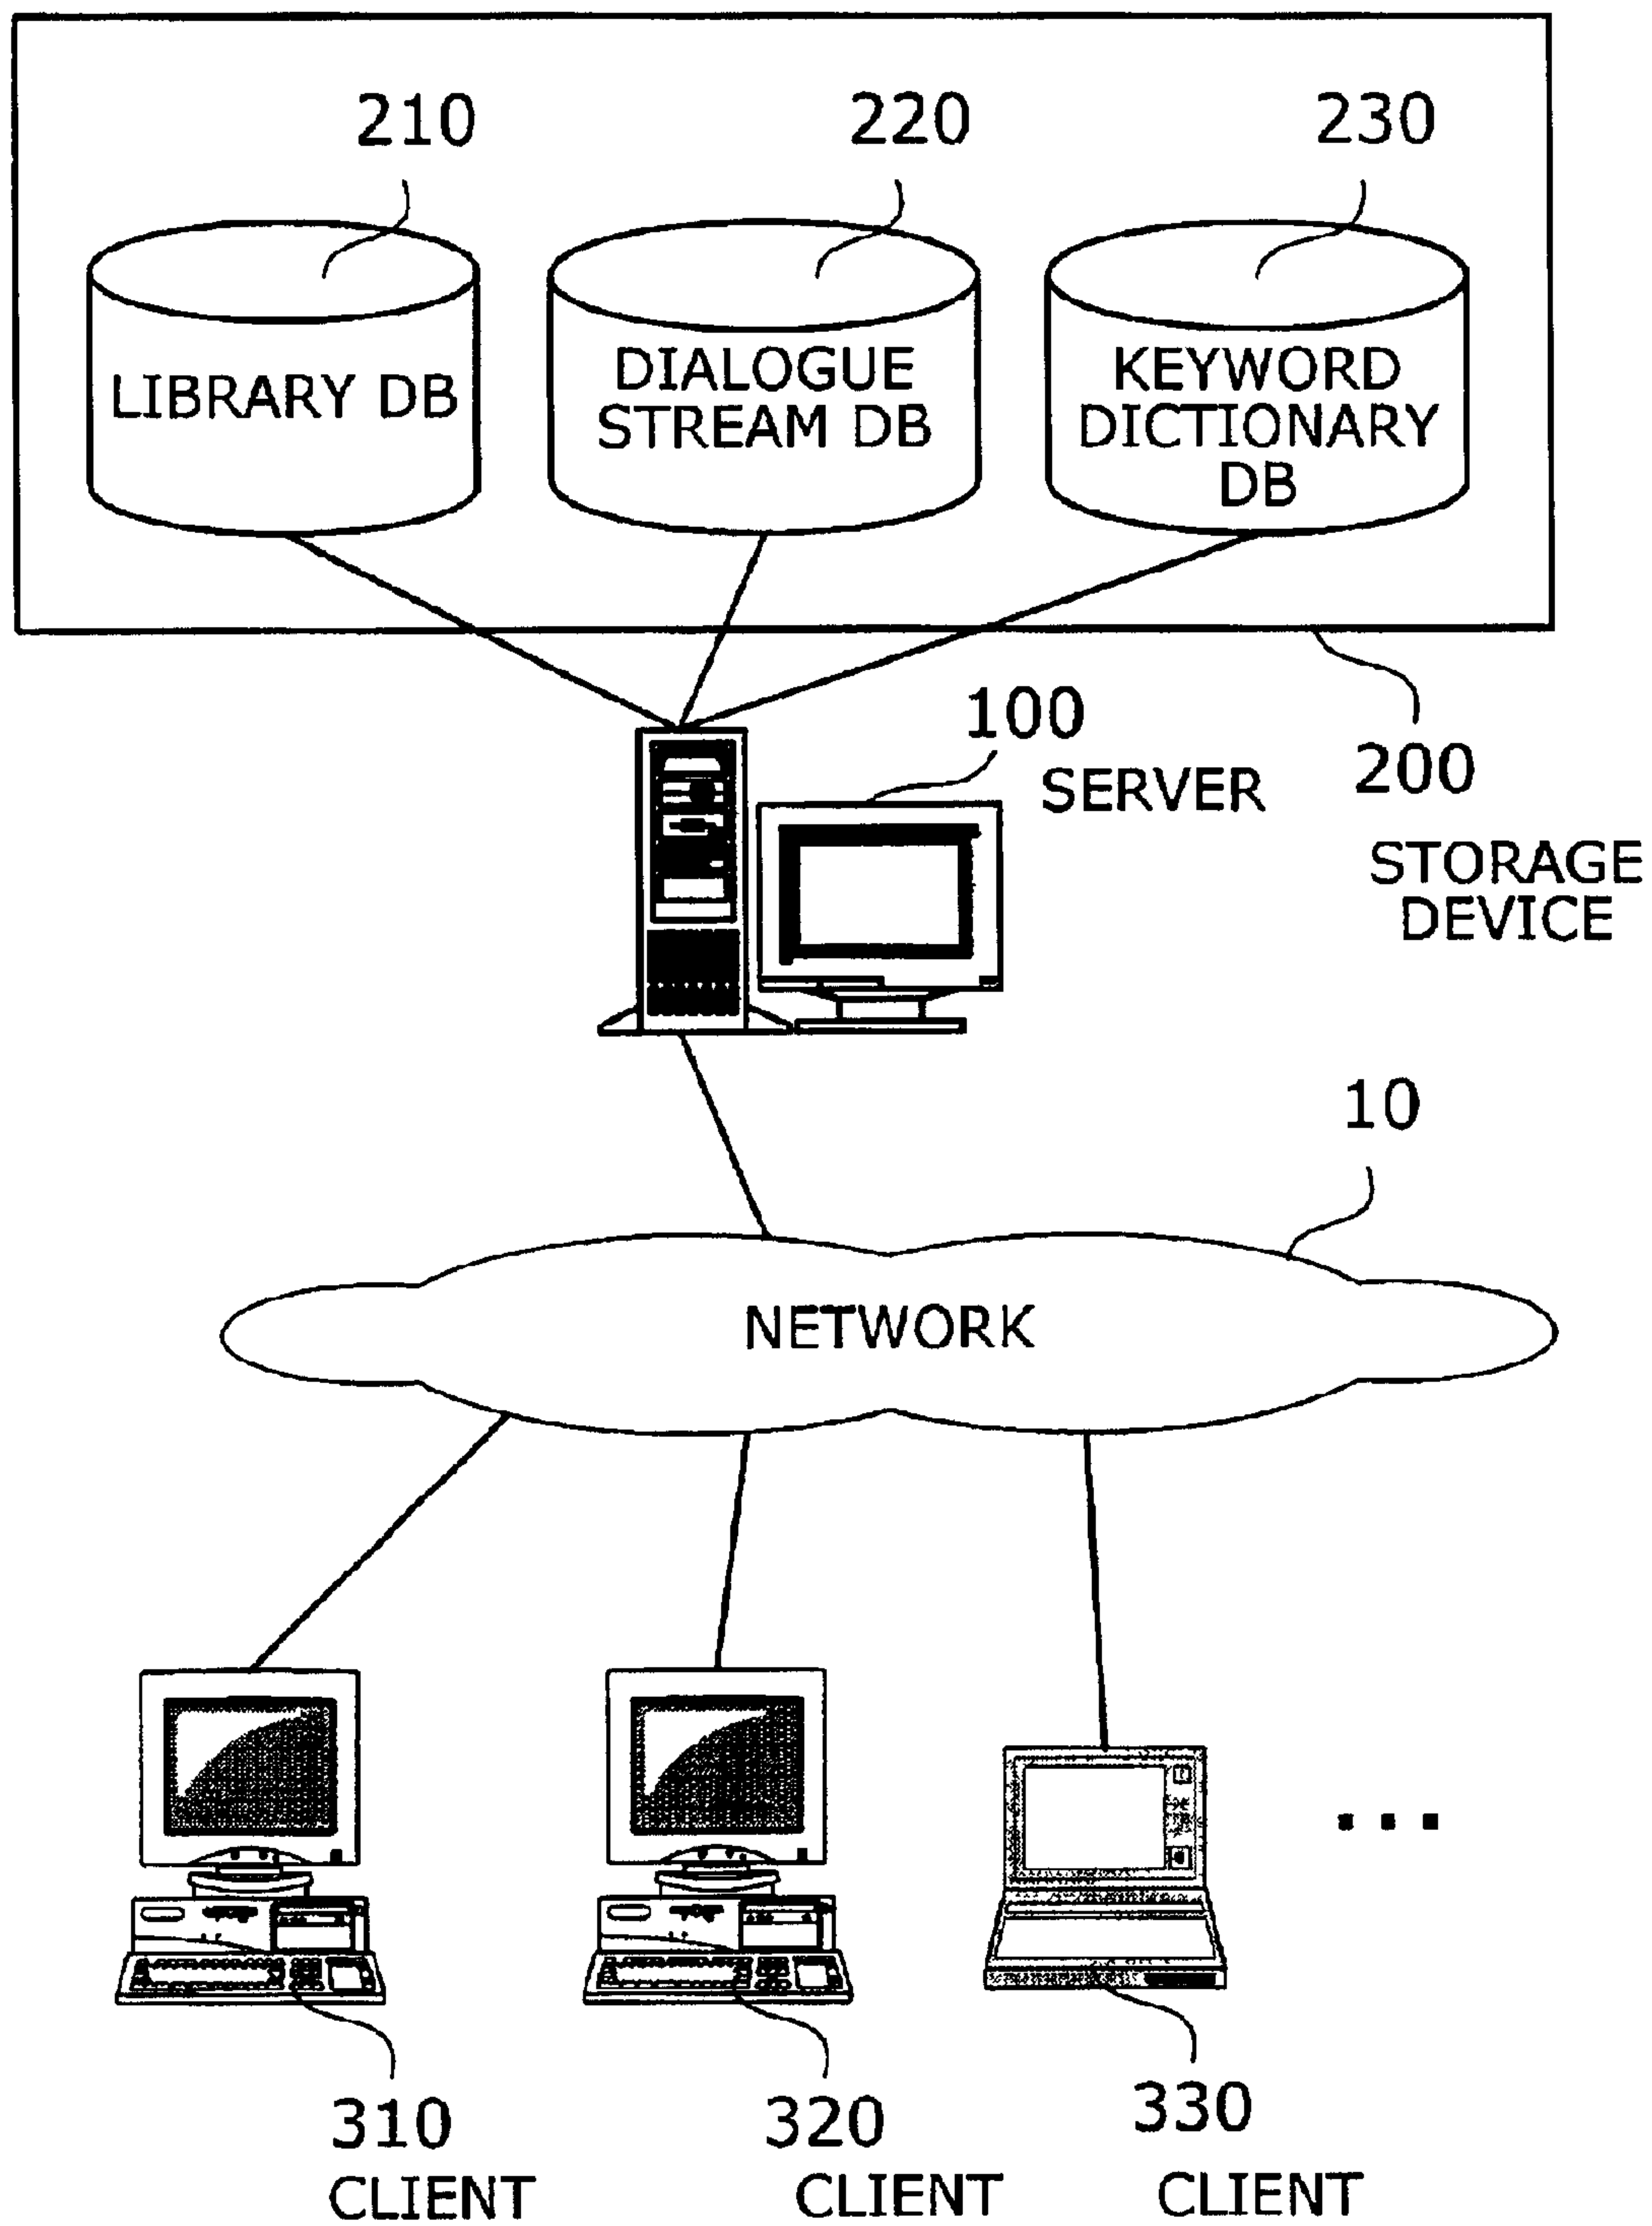 210
220
230
LIBRARY DB
DIALOGUE
STREAM DB
KEYWORD
DICTIONARY
DB
100
SERVER
200
STORAGE
DEVICE
10
NETWORK
...
310
CLIENT
320
CLIENT
330
CLIENT